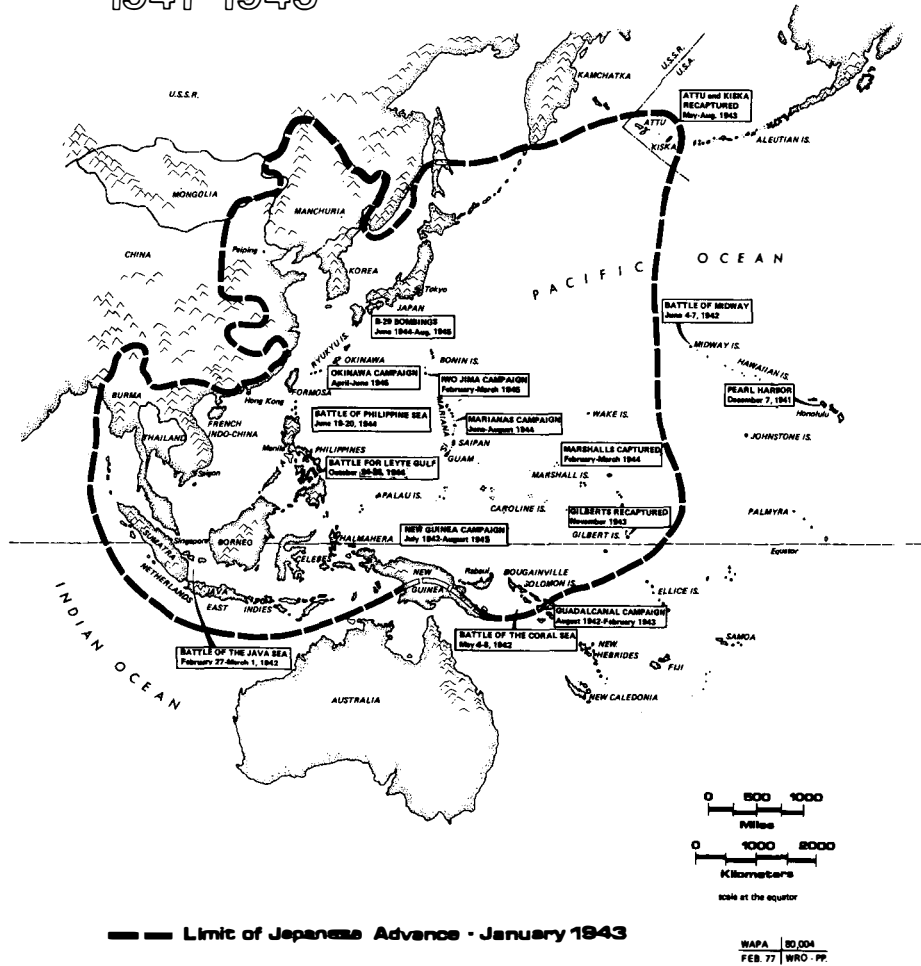 1941-1945
KAMCHATKA
U.S.S.R.
U.S.A.
U.S.S.R.
ATTU and KISKA
RECAPTURED
May-Aug. 1943
ATTU
KISKA
ALEUTIAN IS.
MONGOLIA
MANCHURIA
CHINA
Peiping
KOREA
PACIFIC OCEAN
Tokyo
JAPAN
B-29 BOMBINGS
June 1944-Aug. 1945
BATTLE OF MIDWAY
June 4-7, 1942
MIDWAY IS.
HAWAIIAN IS.
PEARL HARBOR
December 7, 1941
Honolulu
RYUKYU IS.
OKINAWA
OKINAWA CAMPAIGN
April-June 1945
BONIN IS.
IWO JIMA CAMPAIGN
February-March 1945
BURMA
Hong Kong
FORMOSA
FRENCH
INDO-CHINA
THAILAND
Saigon
BATTLE OF PHILIPPINE SEA
June 19-20, 1944
MARIANA
MARIANAS CAMPAIGN
June-August 1944
WAKE IS.
JOHNSTONE IS.
Manila
PHILIPPINES
SAIPAN
GUAM
BATTLE FOR LEYTE GULF
October 1944
MARSHALLS CAPTURED
February-March 1944
MARSHALL IS.
PALAU IS.
CAROLINE IS.
GILBERTS RECAPTURED
November 1943
GILBERT IS.
PALMYRA
Equator
Singapore
BORNEO
SUMATRA
HALMAHERA
CELEBES
NEW GUINEA CAMPAIGN
July 1942-August 1945
NETHERLANDS
EAST
INDIES
JAVA
NEW
GUINEA
Rabaul
BOUGAINVILLE
SOLOMON IS.
ELLICE IS.
GUADALCANAL CAMPAIGN
August 1942-February 1943
BATTLE OF THE CORAL SEA
May 1942
BATTLE OF THE JAVA SEA
February 27-March 1, 1942
INDIAN OCEAN
NEW
HEBRIDES
FIJI
SAMOA
NEW CALEDONIA
AUSTRALIA
0 500 1000
Miles
0 1000 2000
Kilometers
scale at the equator
Limit of Japanese Advance - January 1943
WAPA 80,004
FEB. 77 WRO - PP.